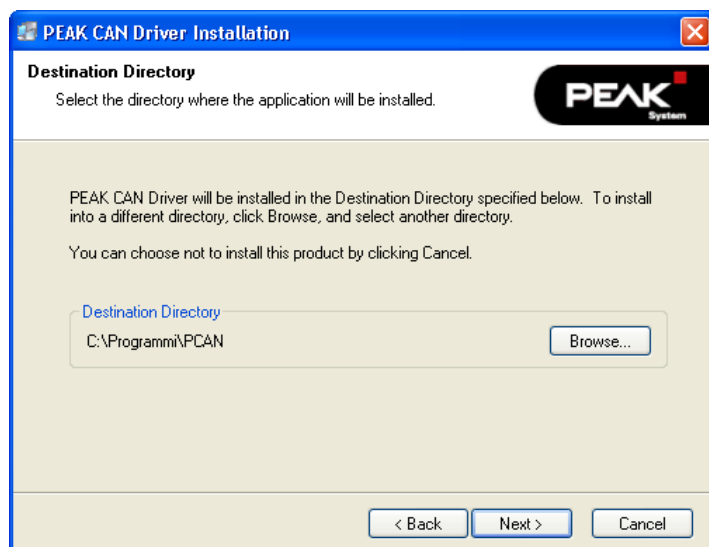 PEAK CAN Driver Installation
Destination Directory
Select the directory where the application will be installed.
PEAK
System
PEAK CAN Driver will be installed in the Destination Directory specified below.  To install
into a different directory, click Browse, and select another directory.
You can choose not to install this product by clicking Cancel.
Destination Directory
C:\Programmi\PCAN
Browse...
< Back
Next >
Cancel